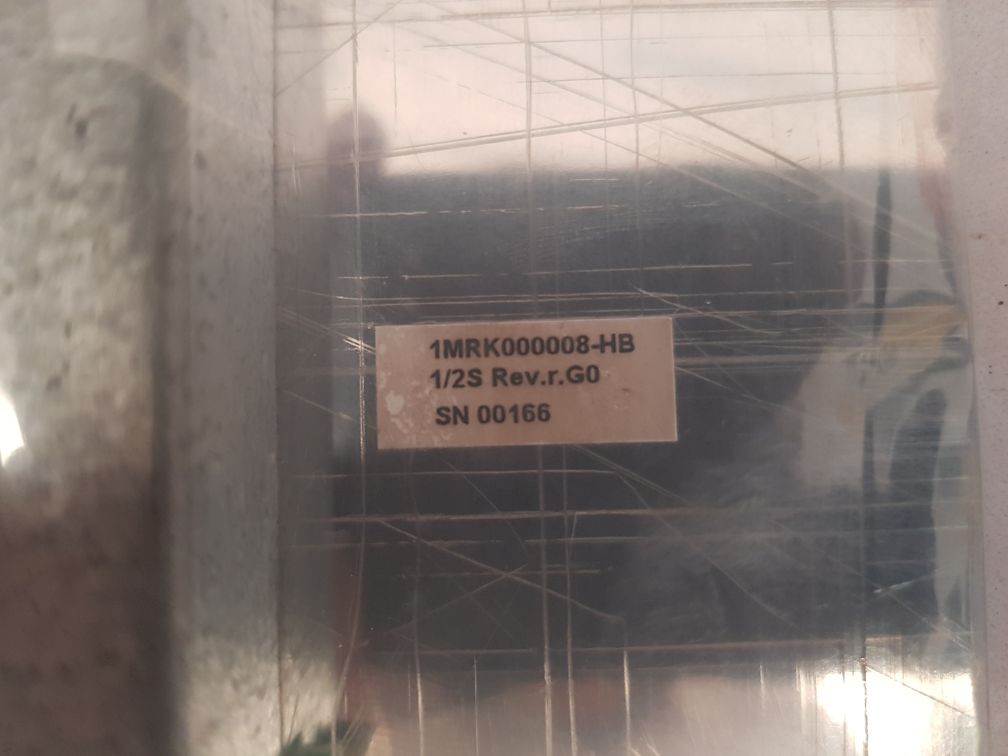 1MRK000008-HB
1/2S Rev.r.G0
SN 00166